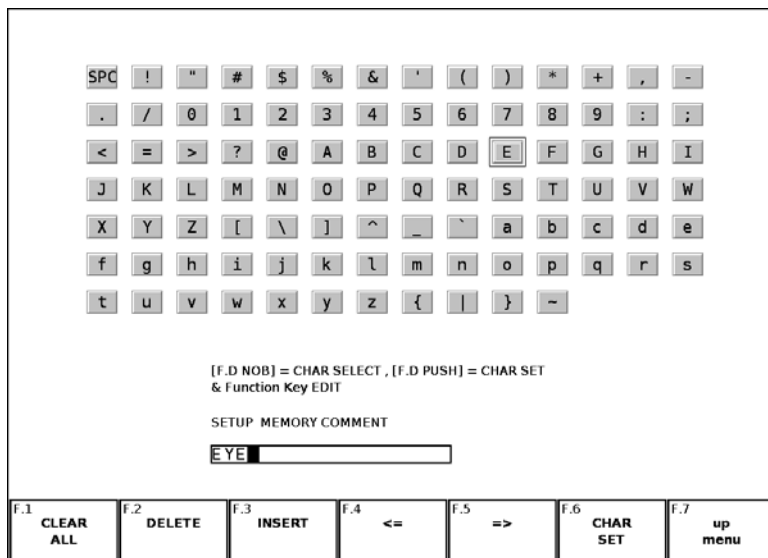 SPC ! " # $ % & ' ( ) * + , -
. / 0 1 2 3 4 5 6 7 8 9 : ;
< = > ? @ A B C D E F G H I
J K L M N O P Q R S T U V W
X Y Z [ \ ] ^ _ ` a b c d e
f g h i j k l m n o p q r s
t u v w x y z { | } ~
[F.D NOB] = CHAR SELECT , [F.D PUSH] = CHAR SET
& Function Key EDIT
SETUP MEMORY COMMENT
EYE
F.1 CLEAR ALL
F.2 DELETE
F.3 INSERT
F.4 <=
F.5 =>
F.6 CHAR SET
F.7 up menu